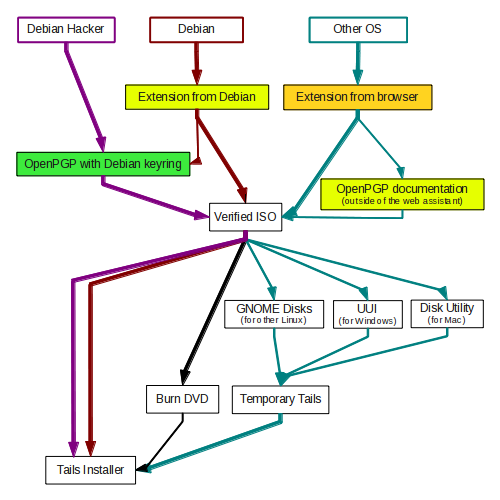 Debian Hacker
Debian
Other OS
Extension from Debian
Extension from browser
OpenPGP with Debian keyring
OpenPGP documentation
(outside of the web assistant)
Verified ISO
GNOME Disks
(for other Linux)
UUI
(for Windows)
Disk Utility
(for Mac)
Burn DVD
Temporary Tails
Tails Installer